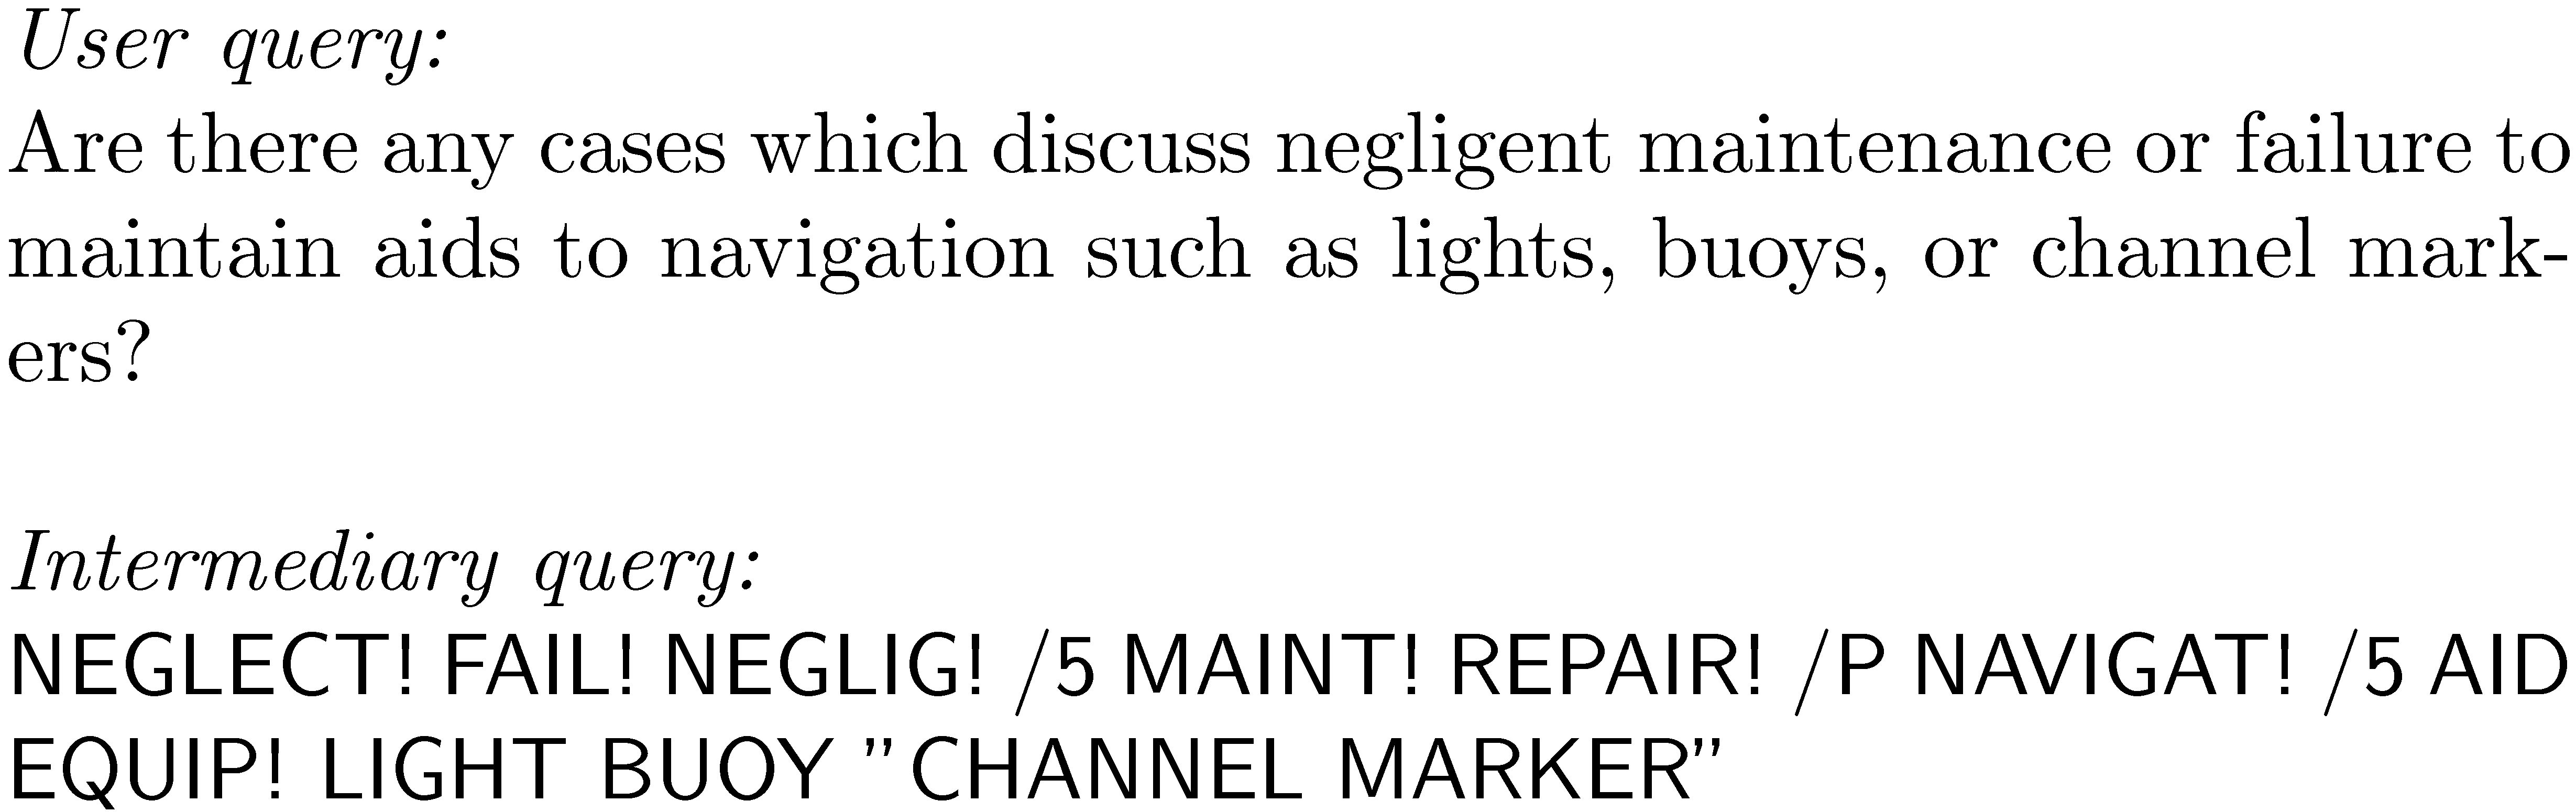 User query:
Are there any cases which discuss negligent maintenance or failure to
maintain aids to navigation such as lights, buoys, or channel mark-
ers?
Intermediary query:
NEGLECT! FAIL! NEGLIG! /5 MAINT! REPAIR! /P NAVIGAT! /5 AID
EQUIP! LIGHT BUOY ”CHANNEL MARKER”